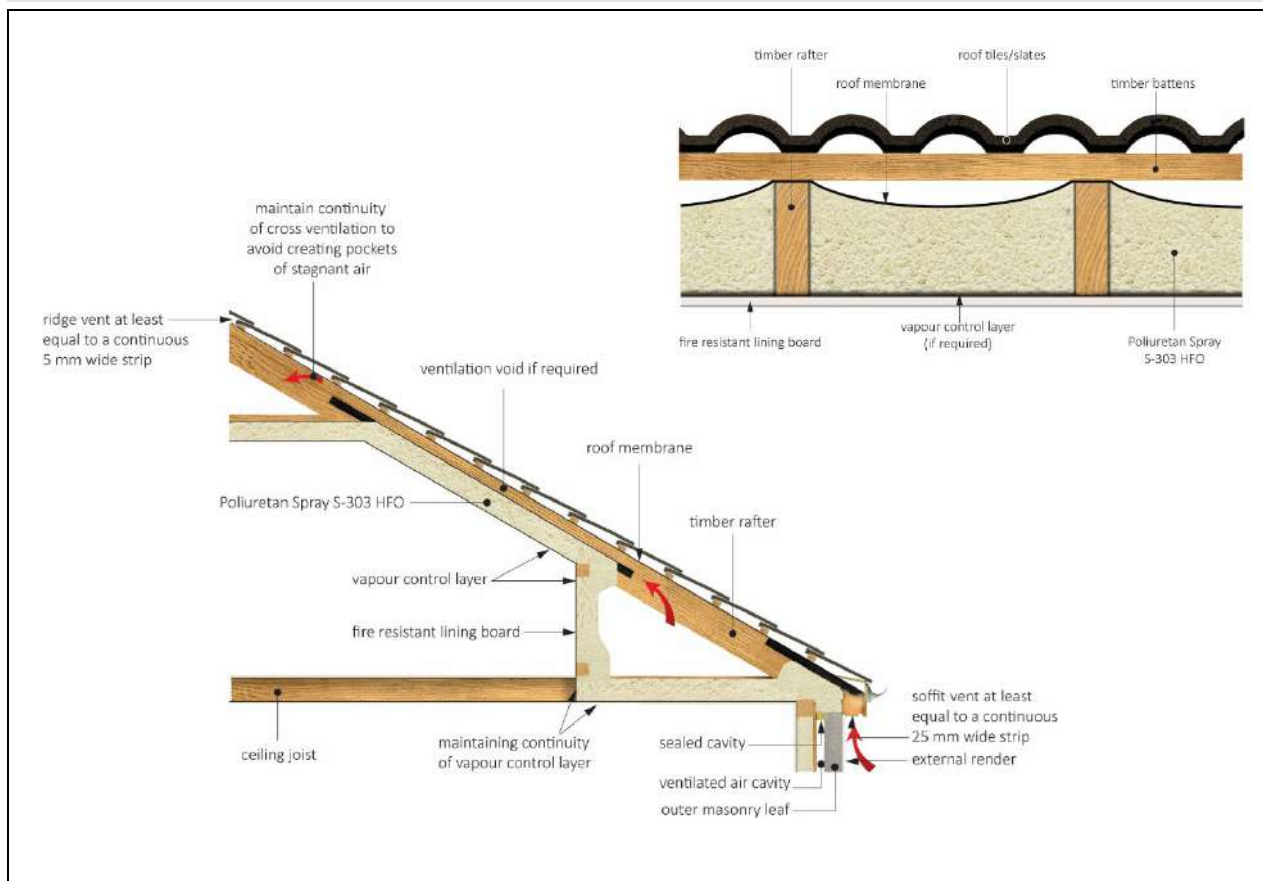 timber rafter
roof tiles/slates
roof membrane
timber battens
fire resistant lining board
vapour control layer
(if required)
Poliuretan Spray
S-303 HFO
maintain continuity
of cross ventilation to
avoid creating pockets
of stagnant air
ridge vent at least
equal to a continuous
5 mm wide strip
ventilation void if required
roof membrane
Poliuretan Spray S-303 HFO
timber rafter
vapour control layer
fire resistant lining board
ceiling joist
maintaining continuity
of vapour control layer
sealed cavity
ventilated air cavity
outer masonry leaf
soffit vent at least
equal to a continuous
25 mm wide strip
external render